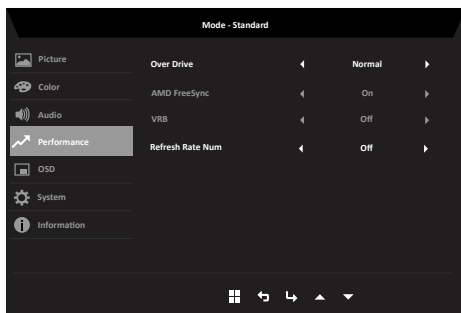 Mode - Standard
Picture
Color
Audio
Performance
OSD
System
Information
Over Drive Normal
AMD FreeSync On
VRB Off
Refresh Rate Num Off